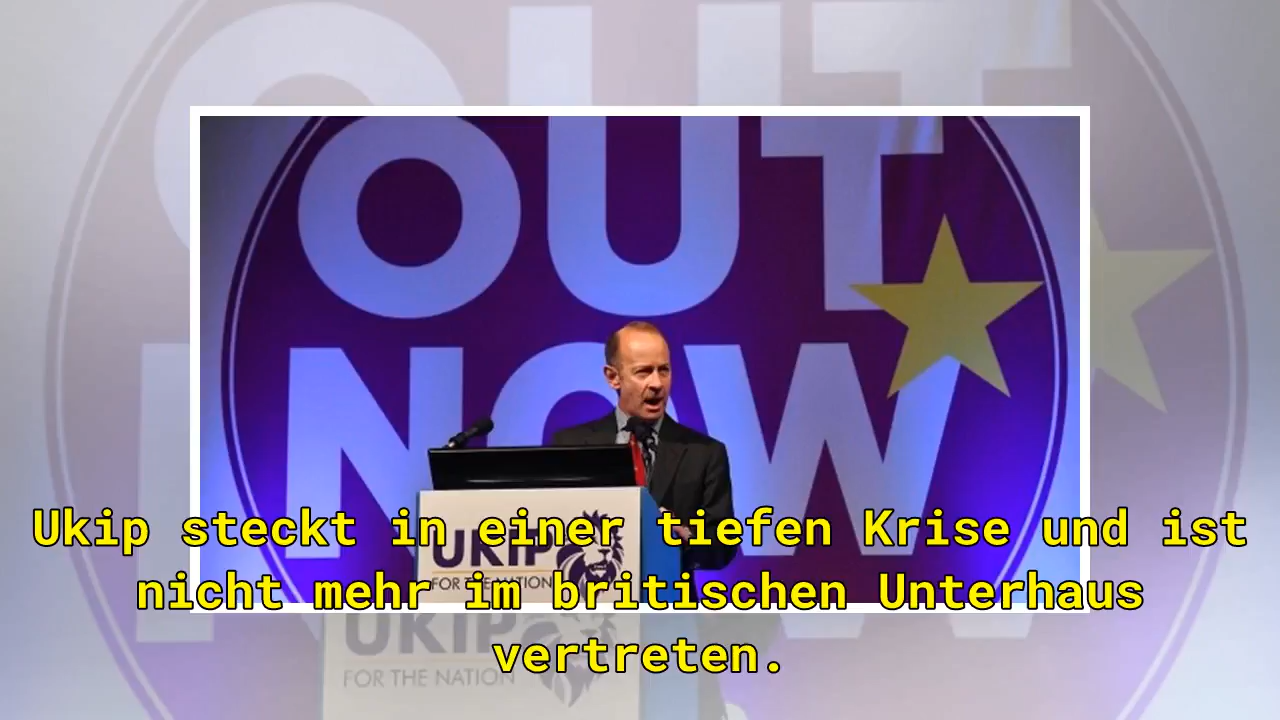 OUT
NOW
UKIP
FOR THE NATION
Ukip steckt in einer tiefen Krise und ist
nicht mehr im britischen Unterhaus
vertreten.
UKIP
FOR THE NATION